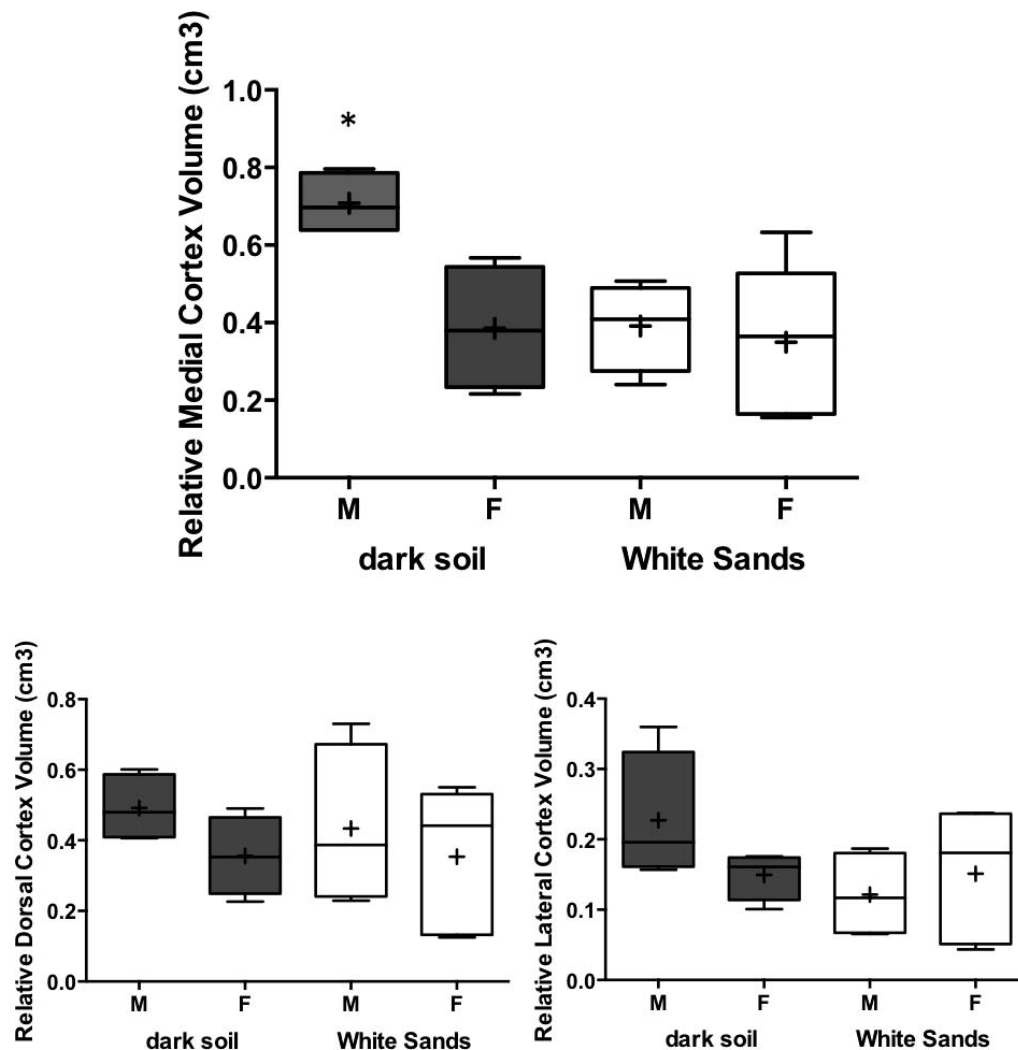 Relative Medial Cortex Volume (cm3)
1.0
0.8
0.6
0.4
0.2
0.0
*
M F M F
dark soil White Sands
Relative Dorsal Cortex Volume (cm3)
0.8
0.6
0.4
0.2
0.0
M F M F
dark soil White Sands
Relative Lateral Cortex Volume (cm3)
0.4
0.3
0.2
0.1
0.0
M F M F
dark soil White Sands